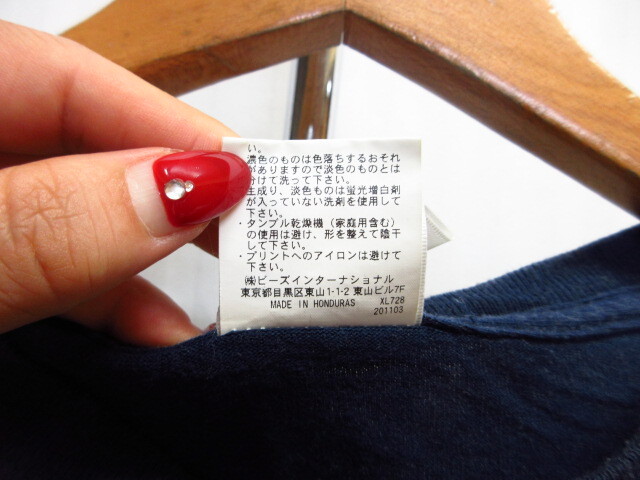 い。
濃色のものは色落ちするおそれ
がありますので淡色のものとは
分けて洗って下さい。
生成り、淡色ものは蛍光増白剤
が入っていない洗剤を使用して
下さい。
・タンブル乾燥機（家庭用含む）
の使用は避け、形を整えて陰干
して下さい。
・プリントへのアイロンは避けて
下さい。
㈱ビーズインターナショナル
東京都目黒区東山1-1-2 東山ビル7F
MADE IN HONDURAS XL728
201103